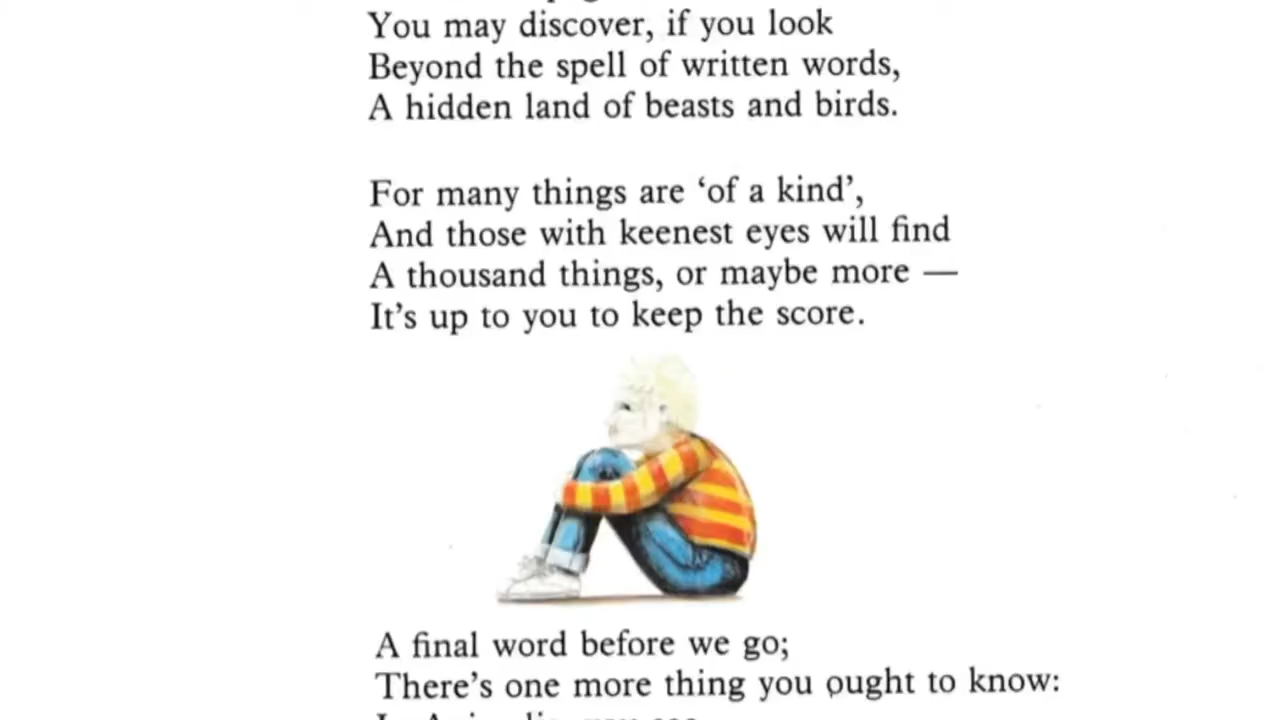 You may discover, if you look
Beyond the spell of written words,
A hidden land of beasts and birds.
For many things are ‘of a kind’,
And those with keenest eyes will find
A thousand things, or maybe more —
It's up to you to keep the score.
A final word before we go;
There's one more thing you ought to know: